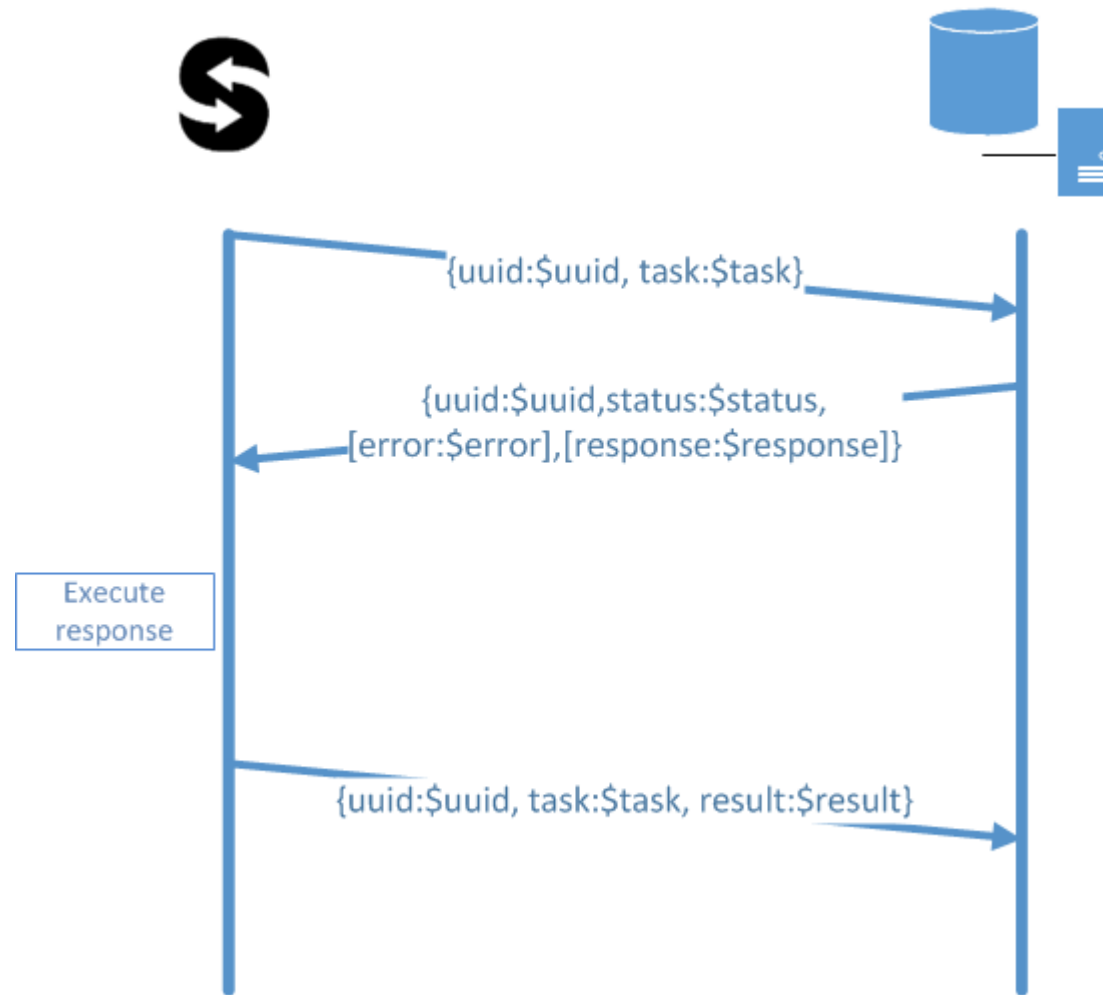 {uuid:$uuid, task:$task}
{uuid:$uuid,status:$status,
[error:$error],[response:$response]}
Execute
response
{uuid:$uuid, task:$task, result:$result}